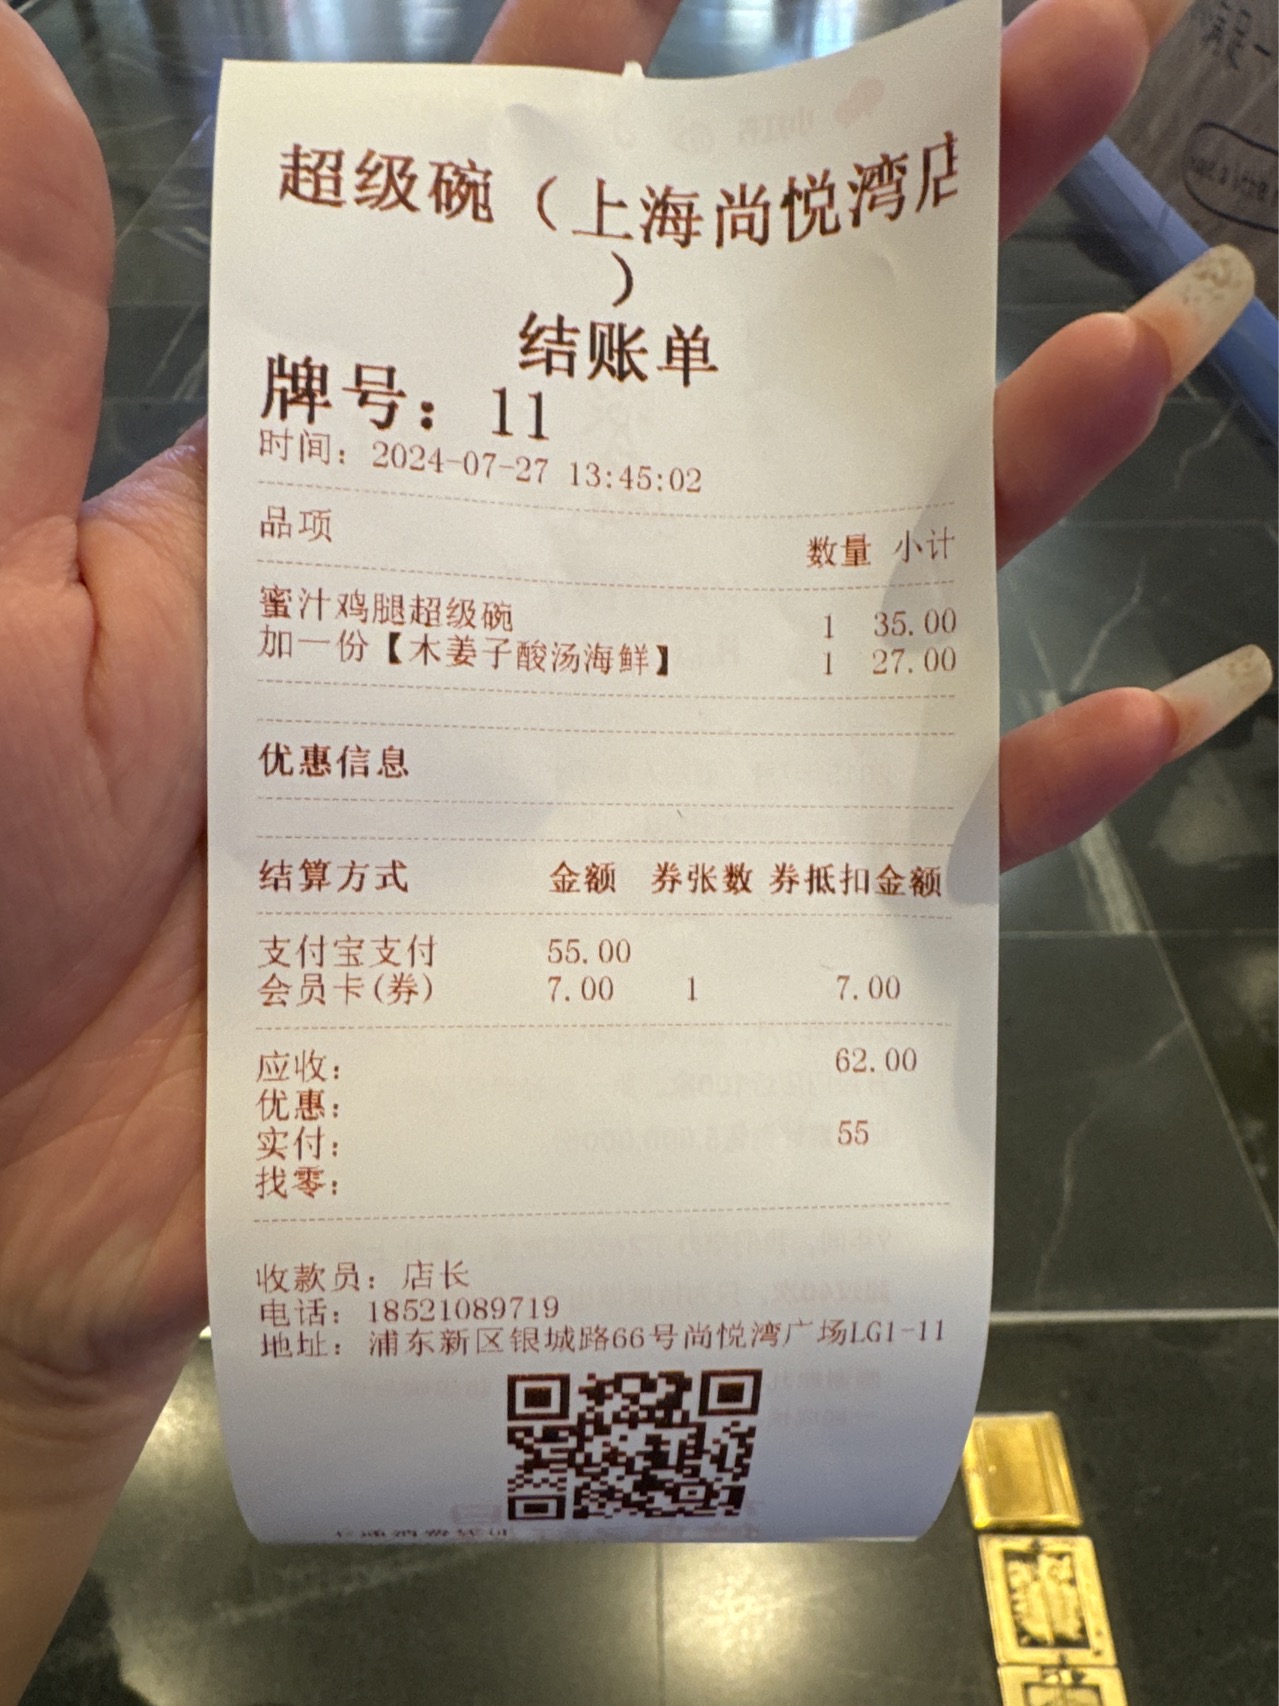 超级碗（上海尚悦湾店
）
结账单
牌号：11
时间：2024-07-27 13:45:02
品项 数量 小计
蜜汁鸡腿超级碗 1 35.00
加一份【木姜子酸汤海鲜】 1 27.00
优惠信息
结算方式 金额 券张数 券抵扣金额
支付宝支付 55.00
会员卡(券) 7.00 1 7.00
应收： 62.00
优惠：
实付： 55
找零：
收款员：店长
电话：18521089719
地址：浦东新区银城路66号尚悦湾广场LG1-11